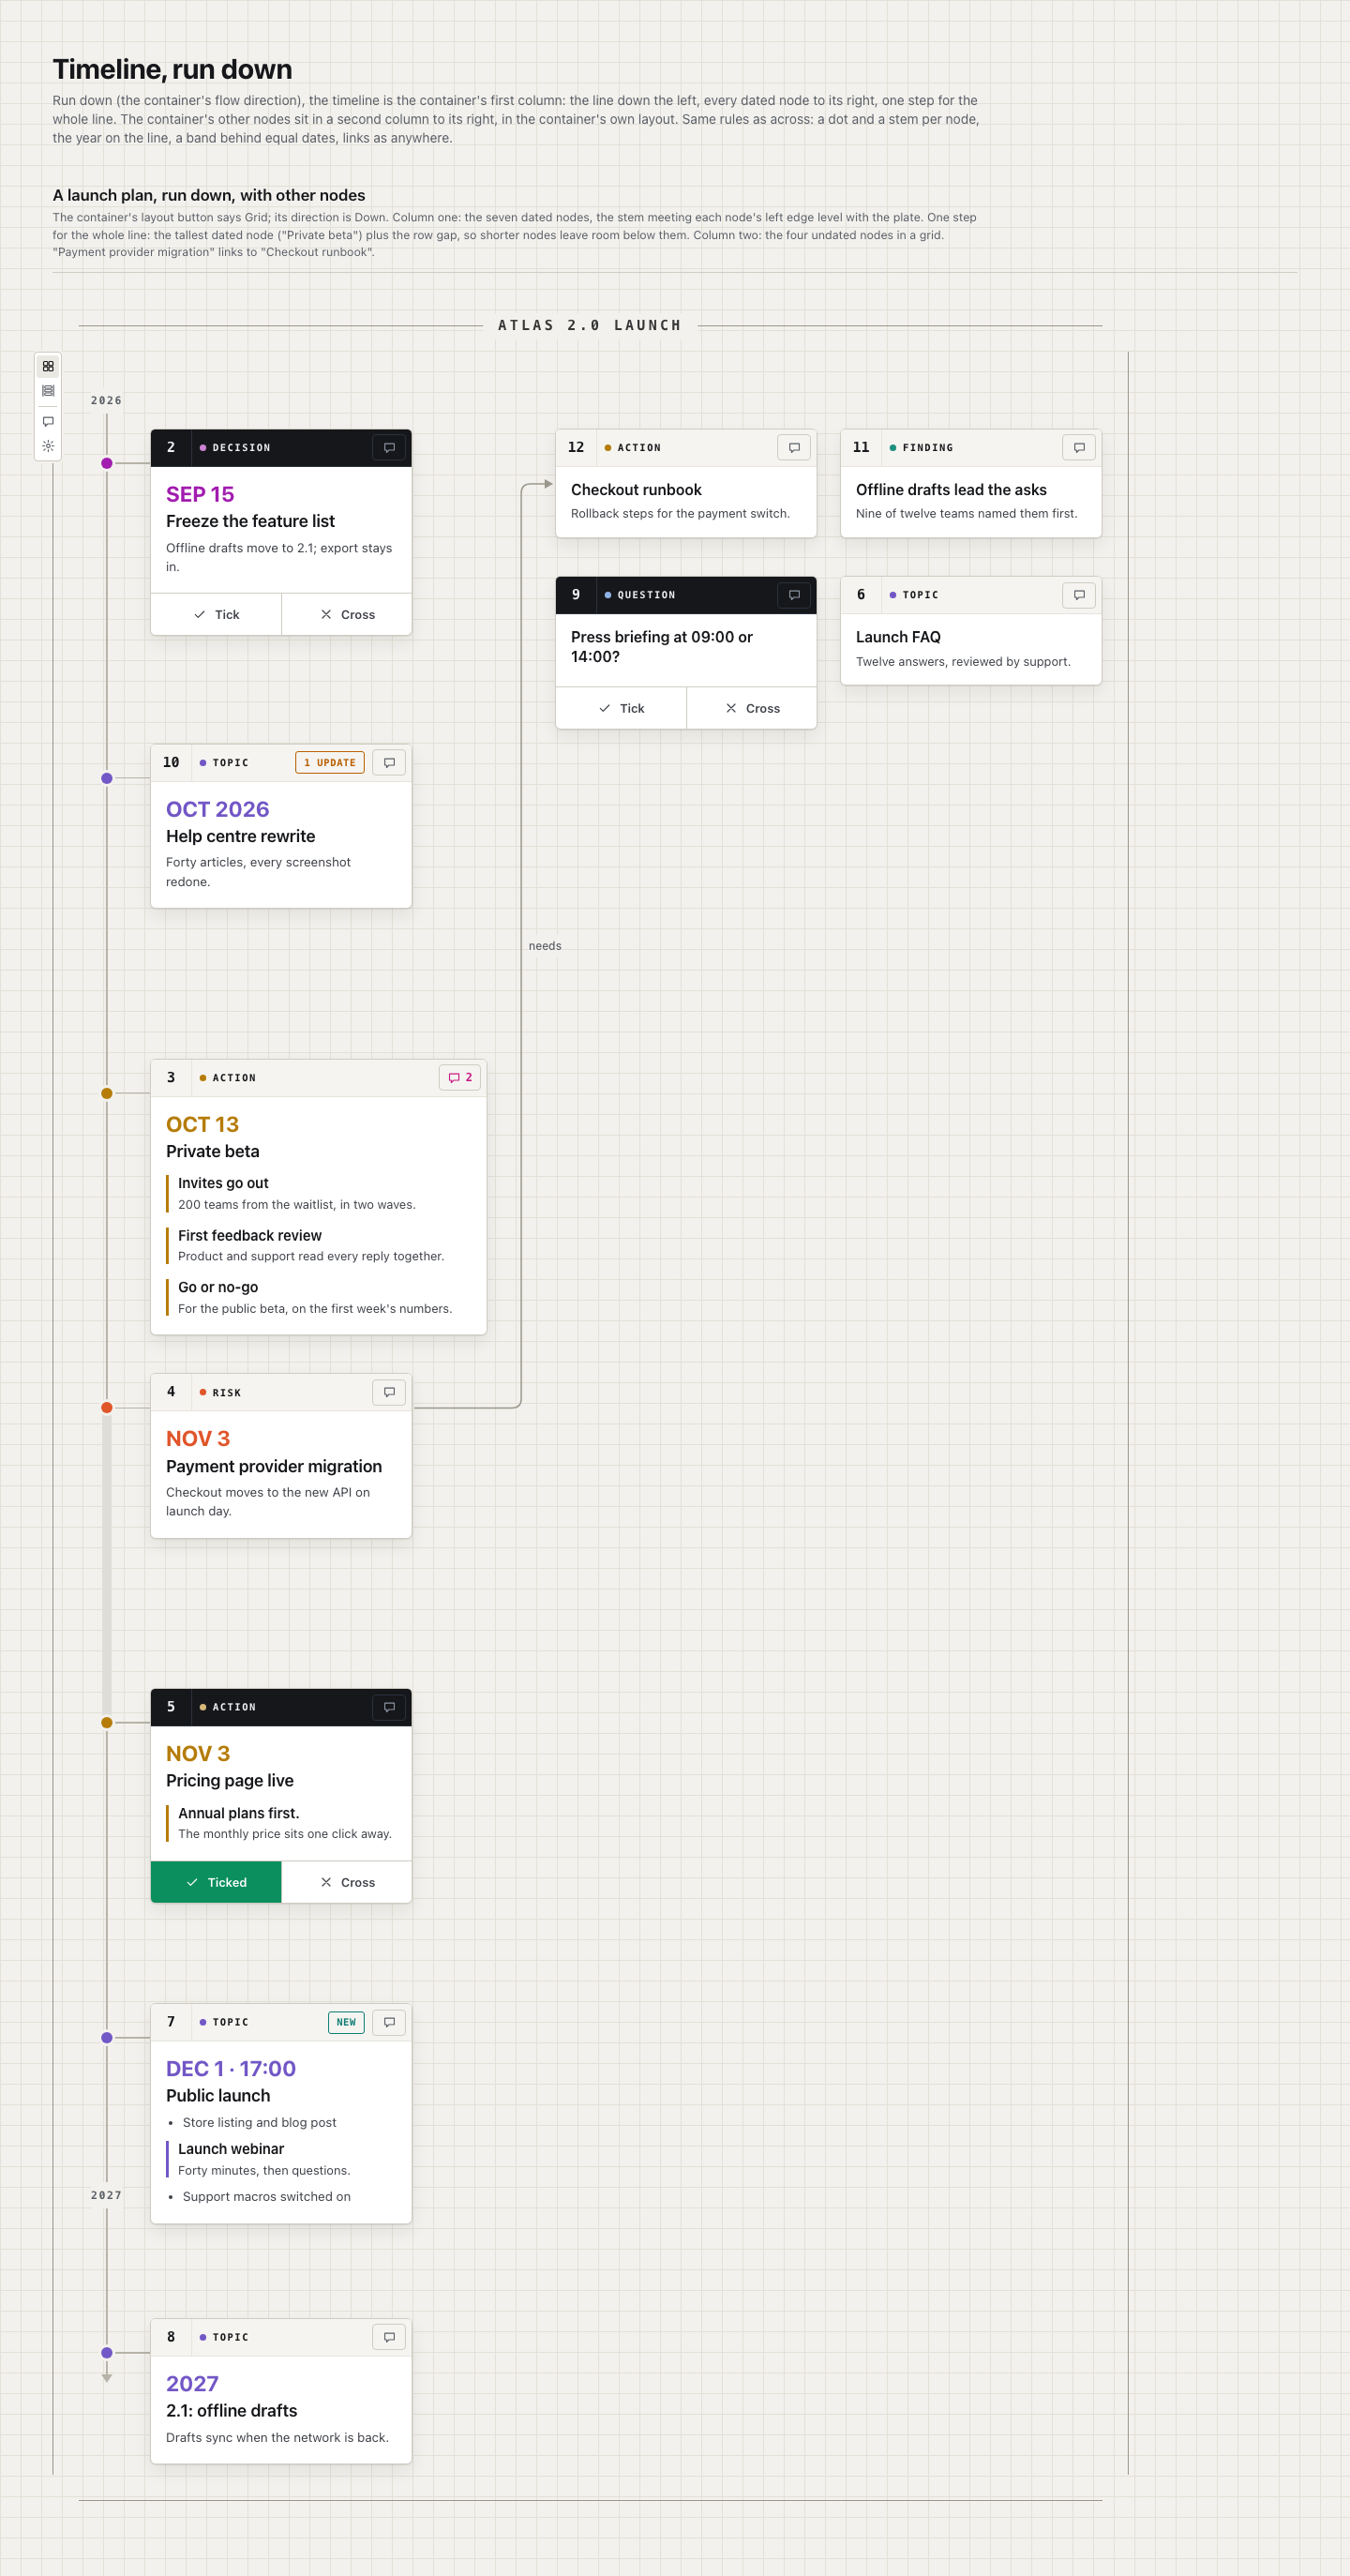 Timeline, run down
Run down (the container's flow direction), the timeline is the container's first column: the line down the left, every dated node to its right, one step for the
whole line. The container's other nodes sit in a second column to its right, in the container's own layout. Same rules as across: a dot and a stem per node,
the year on the line, a band behind equal dates, links as anywhere.
A launch plan, run down, with other nodes
The container's layout button says Grid; its direction is Down. Column one: the seven dated nodes, the stem meeting each node's left edge level with the plate. One step
for the whole line: the tallest dated node ("Private beta") plus the row gap, so shorter nodes leave room below them. Column two: the four undated nodes in a grid.
"Payment provider migration" links to "Checkout runbook".
ATLAS 2.0 LAUNCH
2026
2 DECISION
SEP 15
Freeze the feature list
Offline drafts move to 2.1; export stays
in.
Tick Cross
12 ACTION
Checkout runbook
Rollback steps for the payment switch.
11 FINDING
Offline drafts lead the asks
Nine of twelve teams named them first.
9 QUESTION
Press briefing at 09:00 or
14:00?
Tick Cross
6 TOPIC
Launch FAQ
Twelve answers, reviewed by support.
10 TOPIC 1 UPDATE
OCT 2026
Help centre rewrite
Forty articles, every screenshot
redone.
needs
3 ACTION 2
OCT 13
Private beta
Invites go out
200 teams from the waitlist, in two waves.
First feedback review
Product and support read every reply together.
Go or no-go
For the public beta, on the first week's numbers.
4 RISK
NOV 3
Payment provider migration
Checkout moves to the new API on
launch day.
5 ACTION
NOV 3
Pricing page live
Annual plans first.
The monthly price sits one click away.
Ticked Cross
7 TOPIC NEW
DEC 1 · 17:00
Public launch
• Store listing and blog post
Launch webinar
Forty minutes, then questions.
• Support macros switched on
2027
8 TOPIC
2027
2.1: offline drafts
Drafts sync when the network is back.